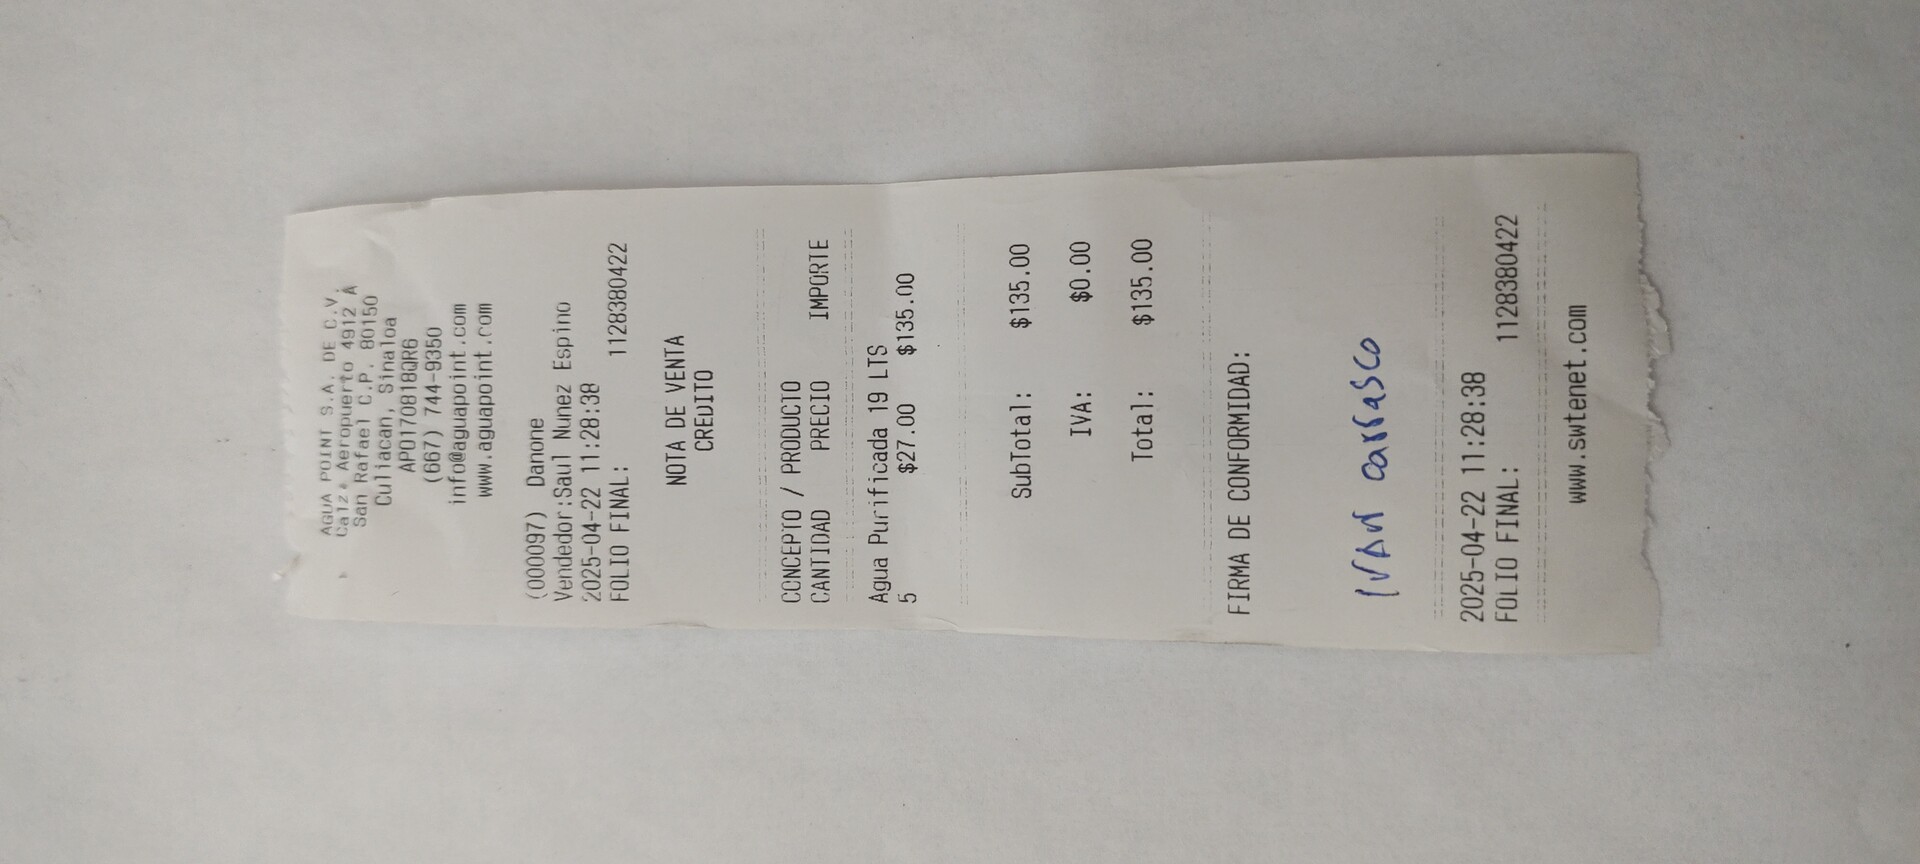 AGUA POINT S.A. DE C.V.
Calz. Aeropuerto 4912 A
San Rafael C.P. 80150
Culiacan, Sinaloa
APO170818QR6
(667) 744-9350
info@aguapoint.com
www.aguapoint.com
(000097) Danone
Vendedor:Saul Nunez Espino
2025-04-22 11:28:38
FOLIO FINAL: 1128380422
NOTA DE VENTA
CREDITO
CONCEPTO / PRODUCTO
CANTIDAD PRECIO IMPORTE
Agua Purificada 19 LTS
5 $27.00 $135.00
SubTotal: $135.00
IVA: $0.00
Total: $135.00
FIRMA DE CONFORMIDAD:
IVAN carrasco
2025-04-22 11:28:38
FOLIO FINAL: 1128380422
www.swtenet.com